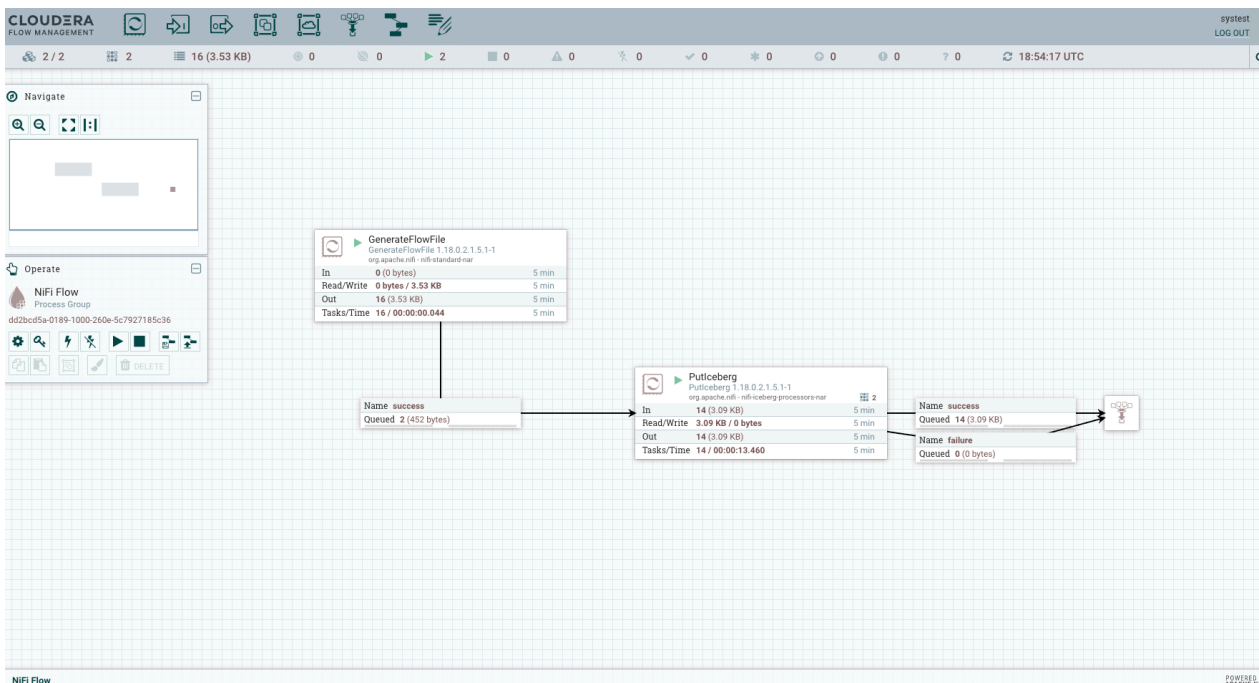 CLOUDERA
FLOW MANAGEMENT
systest
LOG OUT
2 / 2
2
16 (3.53 KB)
0
0
2
0
0
0
0
0
0
0
0
18:54:17 UTC
Navigate
Operate
NiFi Flow
Process Group
dd2bcd5a-0189-1000-260e-5c7927185c36
DELETE
GenerateFlowFile
GenerateFlowFile 1.18.0.2.1.5.1-1
org.apache.nifi - nifi-standard-nar
In 0 (0 bytes) 5 min
Read/Write 0 bytes / 3.53 KB 5 min
Out 16 (3.53 KB) 5 min
Tasks/Time 16 / 00:00:00.044 5 min
Name success
Queued 2 (452 bytes)
PutIceberg
PutIceberg 1.18.0.2.1.5.1-1
org.apache.nifi - nifi-iceberg-processors-nar
2
In 14 (3.09 KB) 5 min
Read/Write 3.09 KB / 0 bytes 5 min
Out 14 (3.09 KB) 5 min
Tasks/Time 14 / 00:00:13.460 5 min
Name success
Queued 14 (3.09 KB)
Name failure
Queued 0 (0 bytes)
NiFi Flow
POWERED